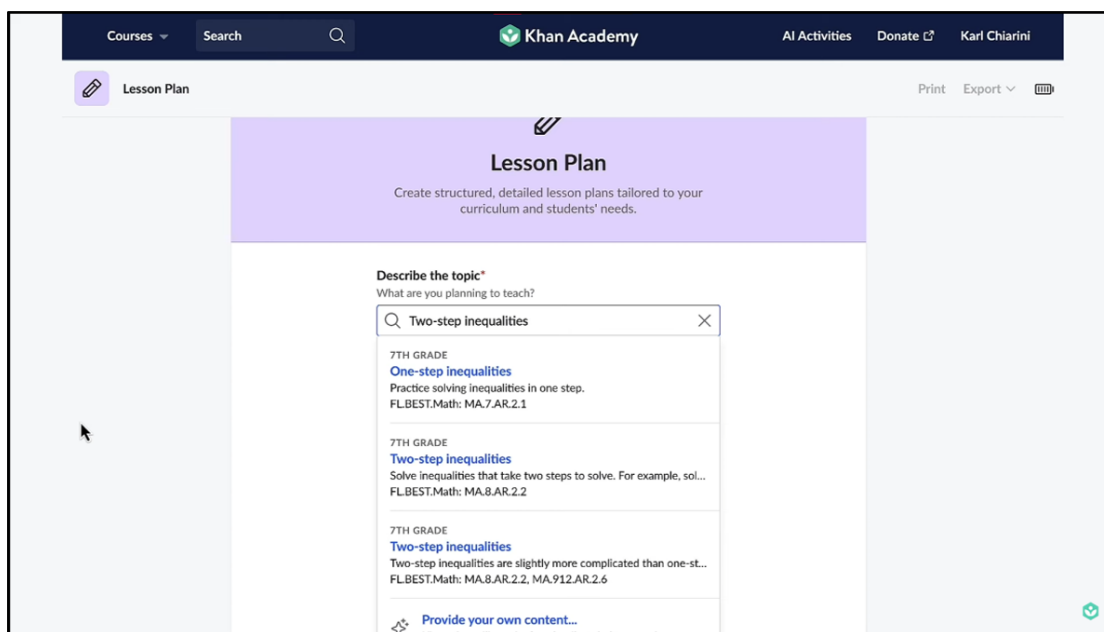 Courses Search Khan Academy AI Activities Donate Karl Chiarini
Lesson Plan Print Export
Lesson Plan
Create structured, detailed lesson plans tailored to your
curriculum and students' needs.
Describe the topic*
What are you planning to teach?
Two-step inequalities
7TH GRADE
One-step inequalities
Practice solving inequalities in one step.
FL.BEST.Math: MA.7.AR.2.1
7TH GRADE
Two-step inequalities
Solve inequalities that take two steps to solve. For example, sol...
FL.BEST.Math: MA.8.AR.2.2
7TH GRADE
Two-step inequalities
Two-step inequalities are slightly more complicated than one-st...
FL.BEST.Math: MA.8.AR.2.2, MA.912.AR.2.6
Provide your own content...